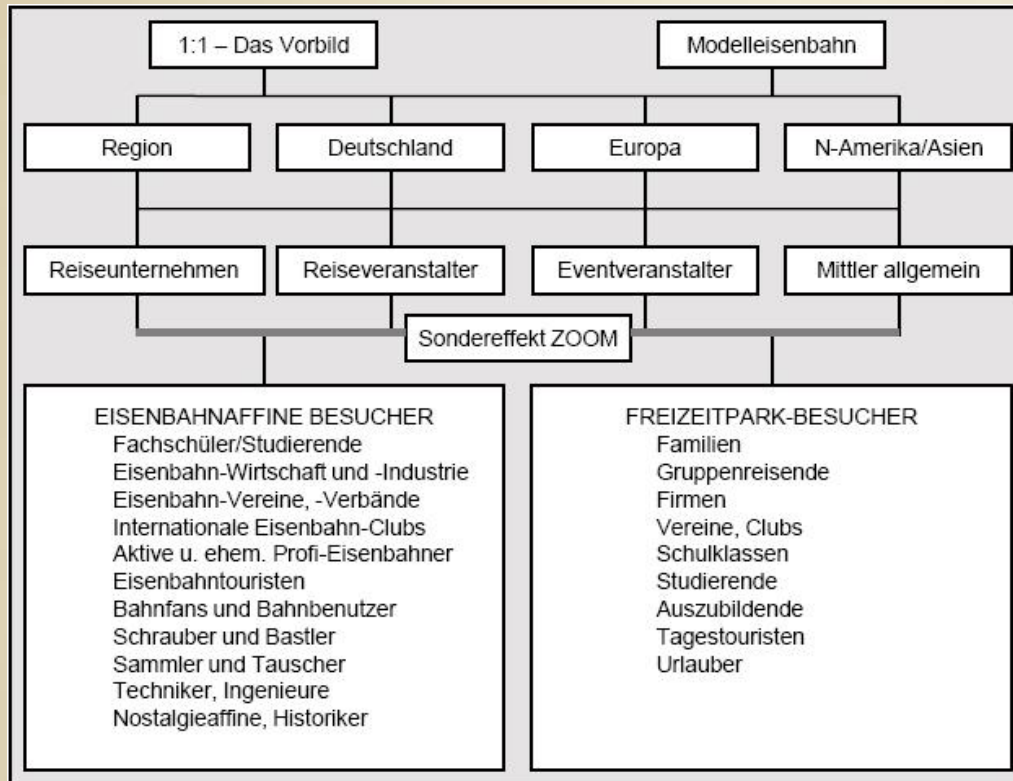 1:1 – Das Vorbild
Modelleisenbahn
Region
Deutschland
Europa
N-Amerika/Asien
Reiseunternehmen
Reiseveranstalter
Eventveranstalter
Mittler allgemein
Sondereffekt ZOOM
EISENBAHNAFFINE BESUCHER
Fachschüler/Studierende
Eisenbahn-Wirtschaft und -Industrie
Eisenbahn-Vereine, -Verbände
Internationale Eisenbahn-Clubs
Aktive u. ehem. Profi-Eisenbahner
Eisenbahntouristen
Bahnfans und Bahnbenutzer
Schrauber und Bastler
Sammler und Tauscher
Techniker, Ingenieure
Nostalgieaffine, Historiker
FREIZEITPARK-BESUCHER
Familien
Gruppenreisende
Firmen
Vereine, Clubs
Schulklassen
Studierende
Auszubildende
Tagestouristen
Urlauber